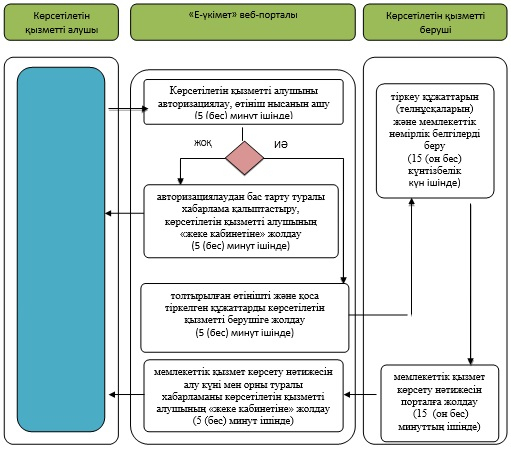 Көрсетілетін
қызметті алушы
«Е-үкімет» веб-порталы
Көрсетілетін қызметті
беруші
Көрсетілетін қызметті алушыны
авторизациялау, өтініш нысанын ашу
(5 (бес) минут ішінде)
жоқ
ИӘ
авторизациялаудан бас тарту туралы
хабарлама қалыптастыру,
көрсетілетін қызметті алушының
«жеке кабинетіне» жолдау
(5 (бес) минут ішінде)
толтырылған өтінішті және қоса
тіркелген құжаттарды көрсетілетін
қызметті берушіге жолдау
(5 (бес) минут ішінде)
мемлекеттік қызмет көрсету нәтижесін
алу күні мен орны туралы
хабарламаны көрсетілетін қызметті
алушының «жеке кабинетіне» жолдау
(5 (бес) минут ішінде)
тіркеу құжаттарын
(телнұсқаларын)
және мемлекеттік
нөмірлік белгілерді
беру
(15 (он бес)
күнтізбелік
күн ішінде)
мемлекеттік қызмет
көрсету нәтижесін
порталға жолдау
(15 (он бес)
минуттың ішінде)